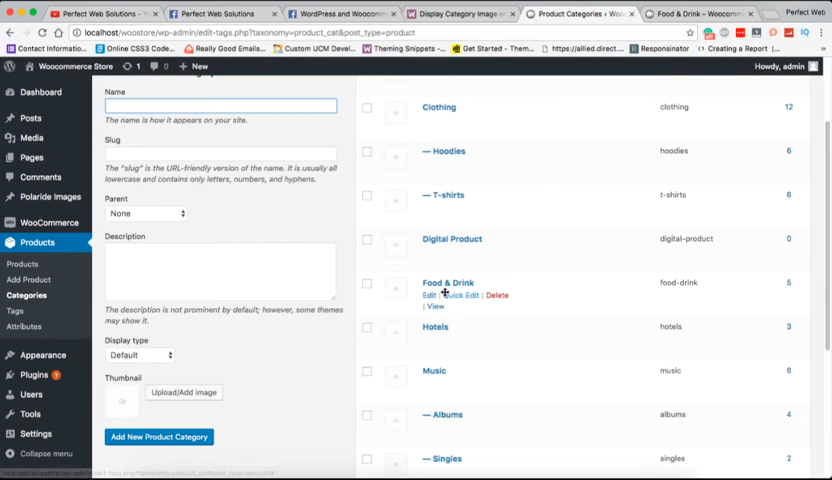 Perfect Web Solutions - Yo
Perfect Web Solutions
WordPress and Woocomm
Display Category Image on
Product Categories ‹ Woo
Food & Drink – Woocomm
Perfect Web
localhost/woostore/wp-admin/edit-tags.php?taxonomy=product_cat&post_type=product
Contact Informatio..
Online CSS3 Code...
Really Good Emails...
Custom UCM Devel...
Theming Snippets -...
Get Started - Them...
https://allied.direct....
Responsinator
Creating a Report...
Woocommerce Store
1
0
New
Howdy, admin
Dashboard
Posts
Media
Pages
Comments
Polaride Images
WooCommerce
Products
Products
Add Product
Categories
Tags
Attributes
Appearance
Plugins 1
Users
Tools
Settings
Collapse menu
Name
The name is how it appears on your site.
Slug
The "slug" is the URL-friendly version of the name. It is usually all
lowercase and contains only letters, numbers, and hyphens.
Parent
None
Description
The description is not prominent by default; however, some themes
may show it.
Display type
Default
Thumbnail
Upload/Add image
Add New Product Category
Clothing clothing 12
— Hoodies hoodies 6
— T-shirts t-shirts 6
Digital Product digital-product 0
Food & Drink food-drink 5
Edit | Quick Edit | Delete
| View
Hotels hotels 3
Music music 6
— Albums albums 4
— Singles singles 2